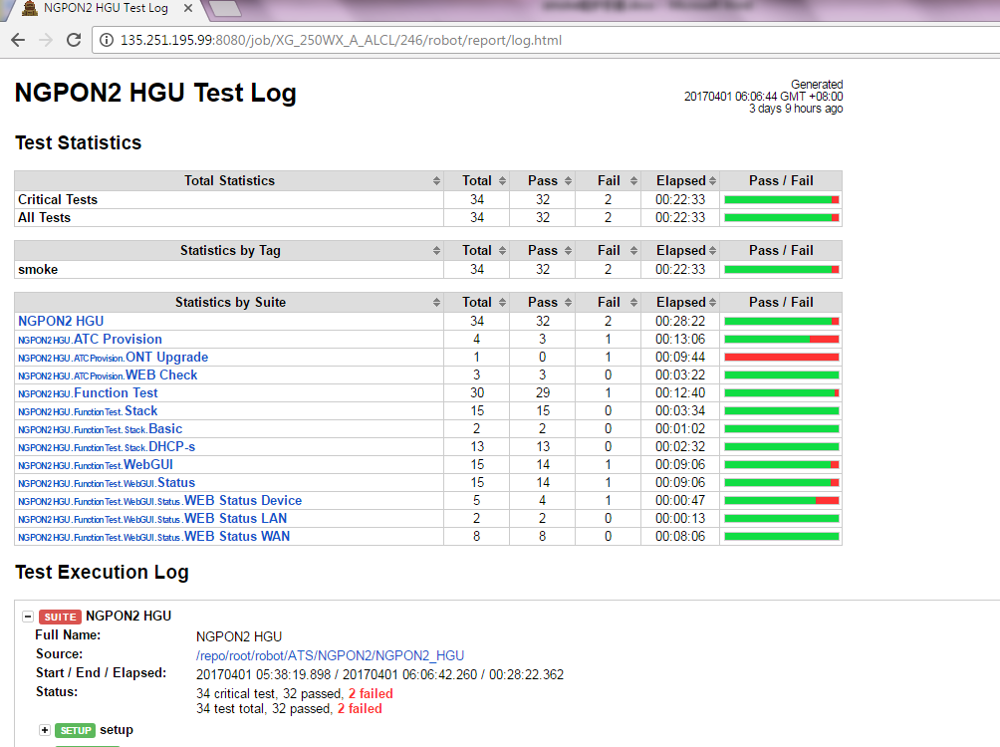 NGPON2 HGU Test Log
135.251.195.99:8080/job/XG_250WX_A_ALCL/246/robot/report/log.html
NGPON2 HGU Test Log
Generated
20170401 06:06:44 GMT +08:00
3 days 9 hours ago
Test Statistics
Total Statistics Total Pass Fail Elapsed Pass / Fail
Critical Tests 34 32 2 00:22:33
All Tests 34 32 2 00:22:33
Statistics by Tag Total Pass Fail Elapsed Pass / Fail
smoke 34 32 2 00:22:33
Statistics by Suite Total Pass Fail Elapsed Pass / Fail
NGPON2 HGU 34 32 2 00:28:22
NGPON2 HGU . ATC Provision 4 3 1 00:13:06
NGPON2 HGU . ATC Provision . ONT Upgrade 1 0 1 00:09:44
NGPON2 HGU . ATC Provision . WEB Check 3 3 0 00:03:22
NGPON2 HGU . Function Test 30 29 1 00:12:40
NGPON2 HGU . Function Test . Stack 15 15 0 00:03:34
NGPON2 HGU . Function Test . Stack . Basic 2 2 0 00:01:02
NGPON2 HGU . Function Test . Stack . DHCP-s 13 13 0 00:02:32
NGPON2 HGU . Function Test . WebGUI 15 14 1 00:09:06
NGPON2 HGU . Function Test . WebGUI . Status 15 14 1 00:09:06
NGPON2 HGU . Function Test . WebGUI . Status . WEB Status Device 5 4 1 00:00:47
NGPON2 HGU . Function Test . WebGUI . Status . WEB Status LAN 2 2 0 00:00:13
NGPON2 HGU . Function Test . WebGUI . Status . WEB Status WAN 8 8 0 00:08:06
Test Execution Log
SUITE NGPON2 HGU
Full Name: NGPON2 HGU
Source: /repo/root/robot/ATS/NGPON2/NGPON2_HGU
Start / End / Elapsed: 20170401 05:38:19.898 / 20170401 06:06:42.260 / 00:28:22.362
Status: 34 critical test, 32 passed, 2 failed
34 test total, 32 passed, 2 failed
SETUP setup